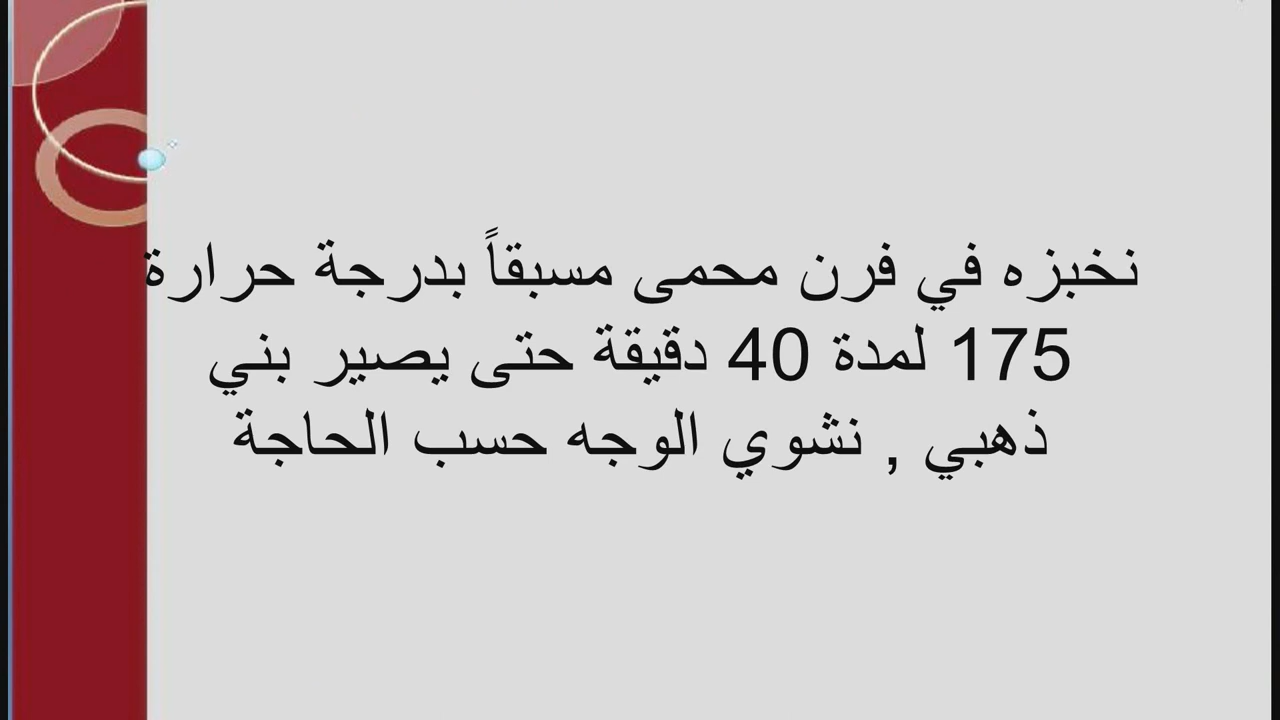 نخبزه في فرن محمى مسبقاً بدرجة حرارة
175 لمدة 40 دقيقة حتى يصير بني
ذهبي , نشوي الوجه حسب الحاجة